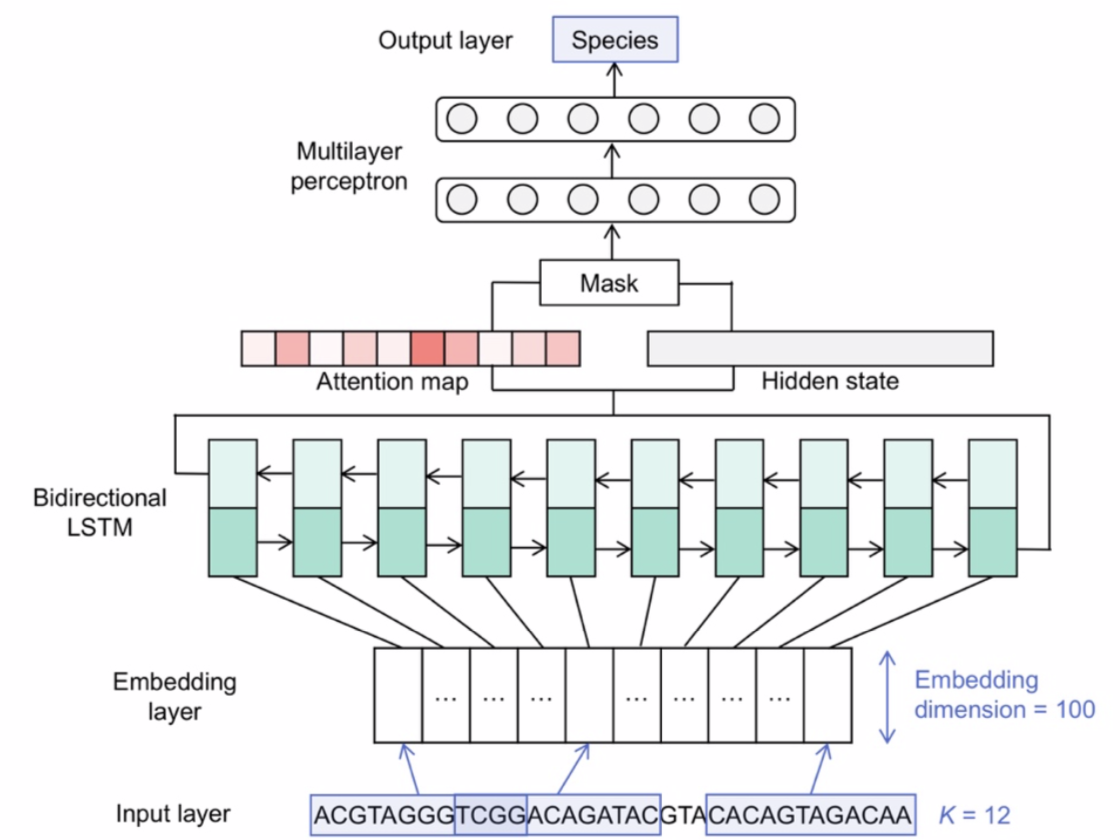 Output layer
Species
Multilayer
perceptron
Mask
Attention map
Hidden state
Bidirectional
LSTM
Embedding
layer
... ... ... ... ... ... ...
Embedding
dimension = 100
Input layer
ACGTAGGGTCGGACAGATACGTACACAGTAGACAA
K = 12